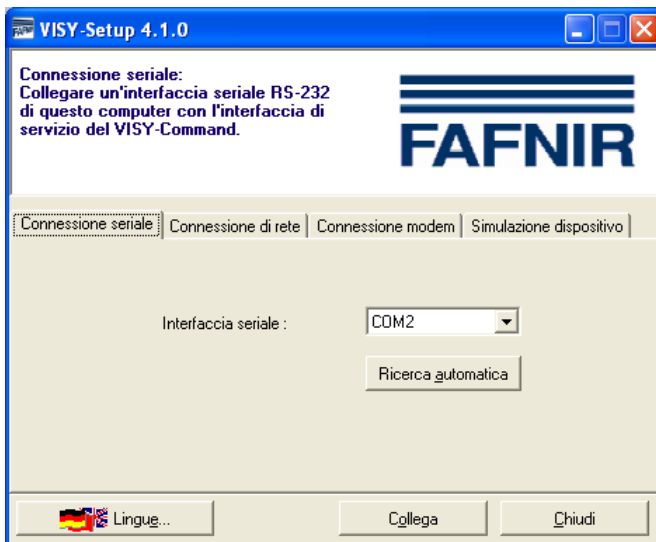 VISY-Setup 4.1.0
Connessione seriale:
Collegare un'interfaccia seriale RS-232
di questo computer con l'interfaccia di
servizio del VISY-Command.
FAFNIR
Connessione seriale
Connessione di rete
Connessione modem
Simulazione dispositivo
Interfaccia seriale :
COM2
Ricerca automatica
Lingue...
Collega
Chiudi